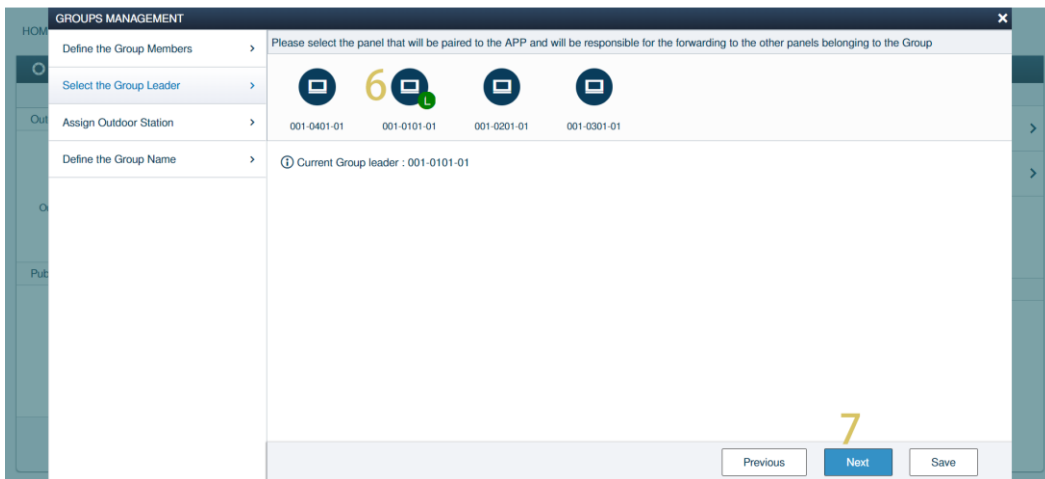 GROUPS MANAGEMENT
HOM
Define the Group Members
Please select the panel that will be paired to the APP and will be responsible for the forwarding to the other panels belonging to the Group
Select the Group Leader
6
L
Out
Assign Outdoor Station
001-0401-01 001-0101-01 001-0201-01 001-0301-01
Define the Group Name
Current Group leader : 001-0101-01
Pub
7
Previous Next Save